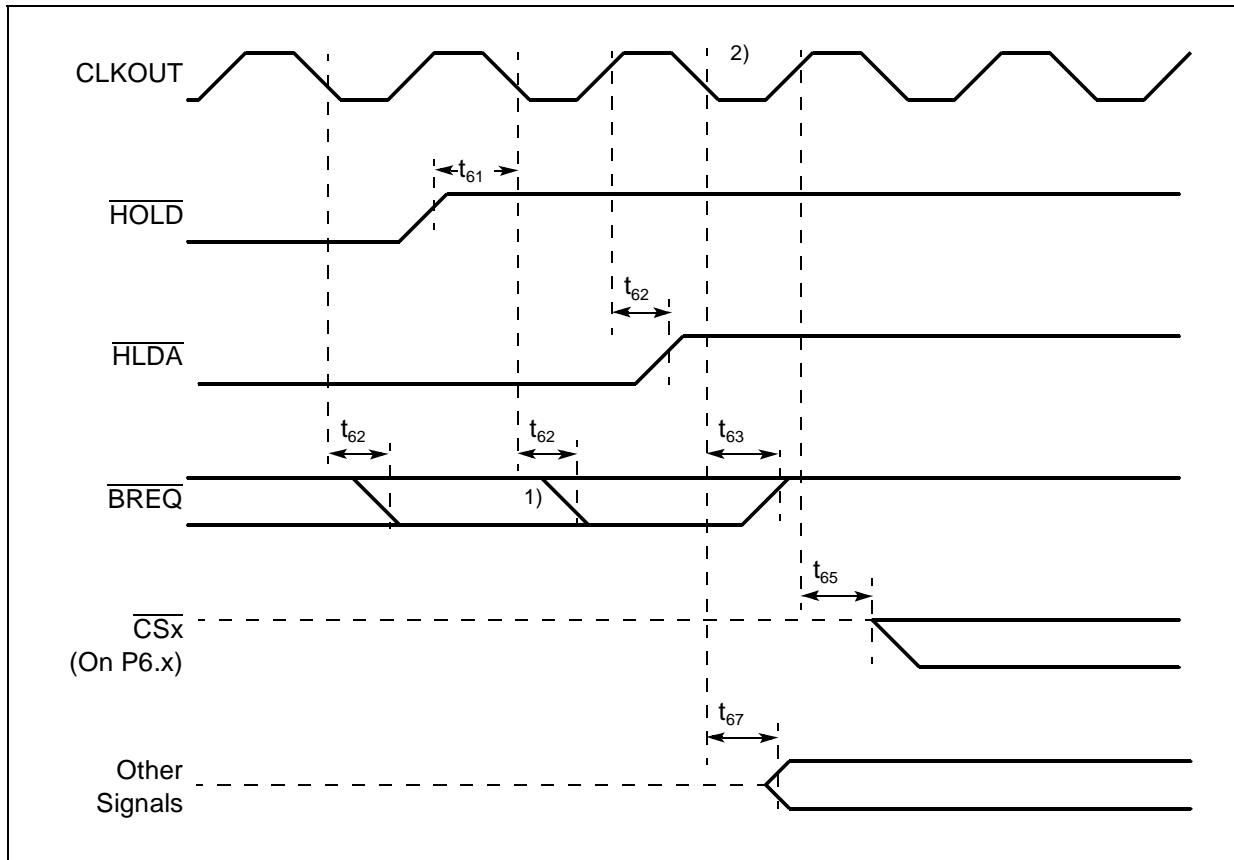 CLKOUT
2)
t61
HOLD
t62
HLDA
t62
t62
t63
BREQ
1)
t65
CSx
(On P6.x)
t67
Other
Signals